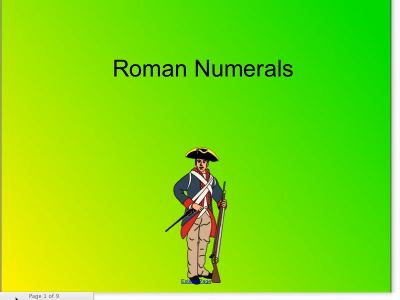 Roman Numerals
Page 1 of 9